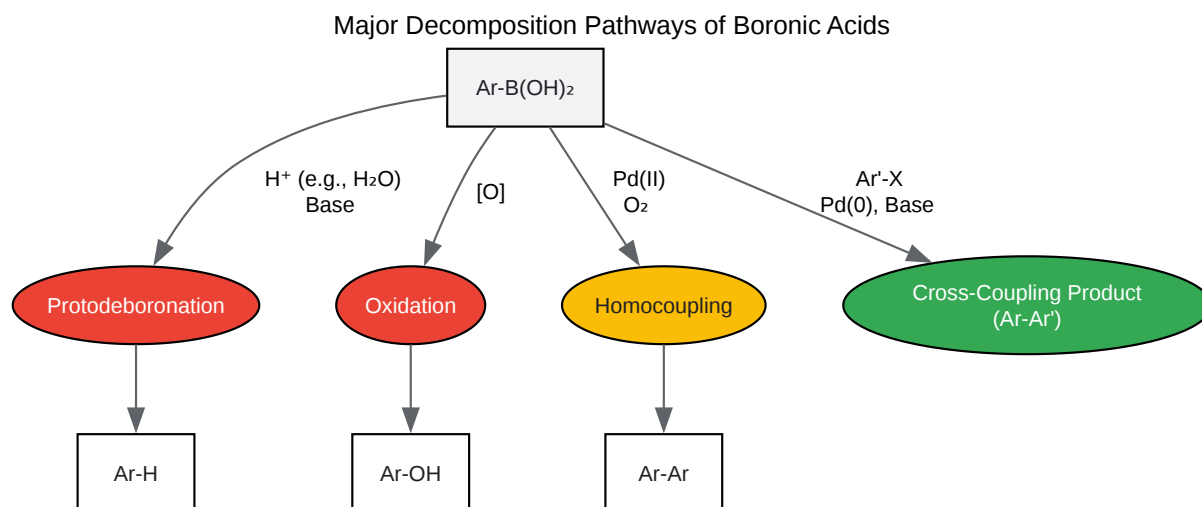 Major Decomposition Pathways of Boronic Acids
Ar-B(OH)₂
H⁺ (e.g., H₂O)
Base
[O]
Pd(II)
O₂
Ar'-X
Pd(0), Base
Protodeboronation
Oxidation
Homocoupling
Cross-Coupling Product
(Ar-Ar')
Ar-H
Ar-OH
Ar-Ar